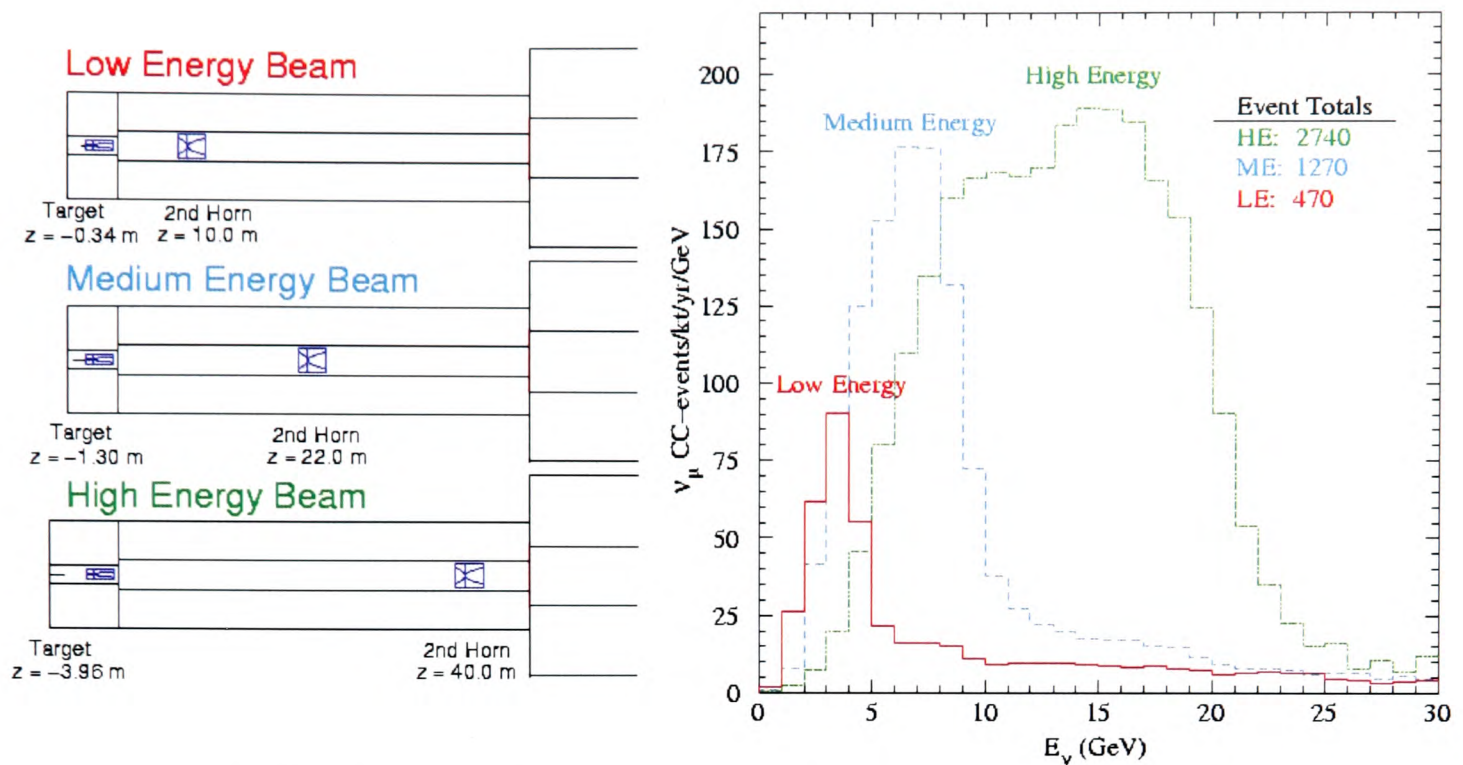 Low Energy Beam
Target
z = −0.34 m
2nd Horn
z = 10.0 m
Medium Energy Beam
Target
z = −1.30 m
2nd Horn
z = 22.0 m
High Energy Beam
Target
z = −3.96 m
2nd Horn
z = 40.0 m
ν_μ CC−events/kt/yr/GeV
200
175
150
125
100
75
50
25
0
High Energy
Medium Energy
Low Energy
Event Totals
HE: 2740
ME: 1270
LE: 470
0 5 10 15 20 25 30
E_ν (GeV)